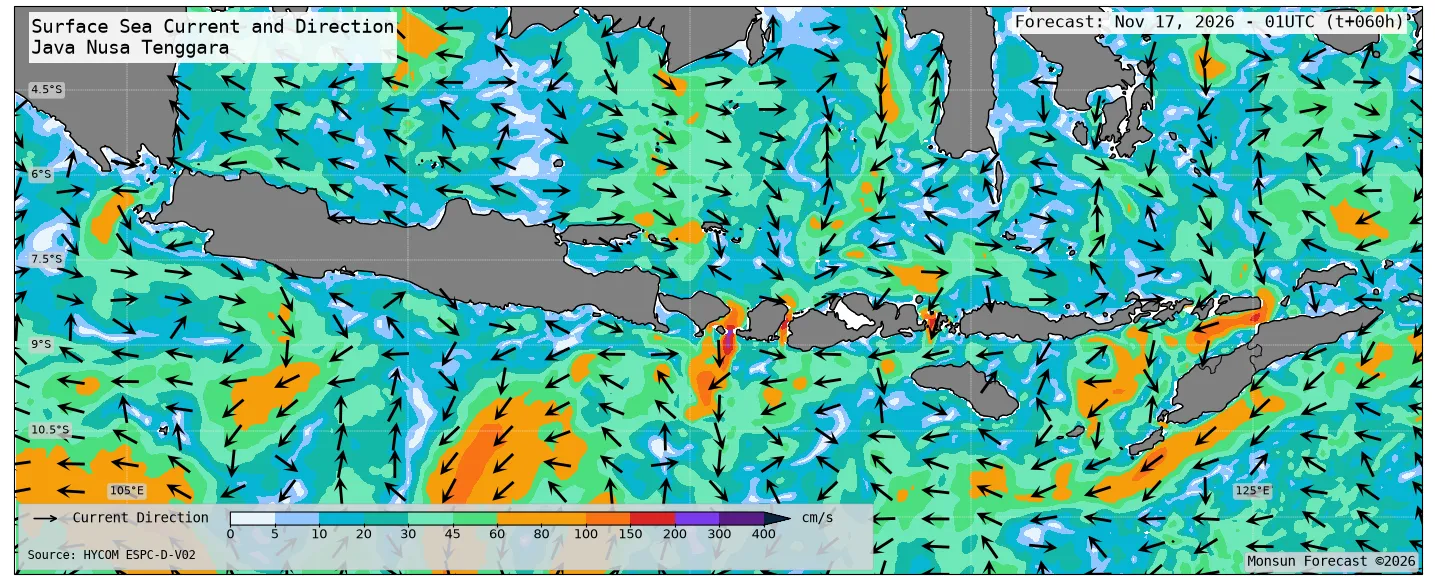 Surface Sea Current and Direction
Java Nusa Tenggara
Forecast: Nov 17, 2026 - 01UTC (t+060h)
4.5°S
6°S
7.5°S
9°S
10.5°S
105°E
125°E
Current Direction
0 5 10 20 30 45 60 80 100 150 200 300 400 cm/s
Source: HYCOM ESPC-D-V02
Monsun Forecast ©2026